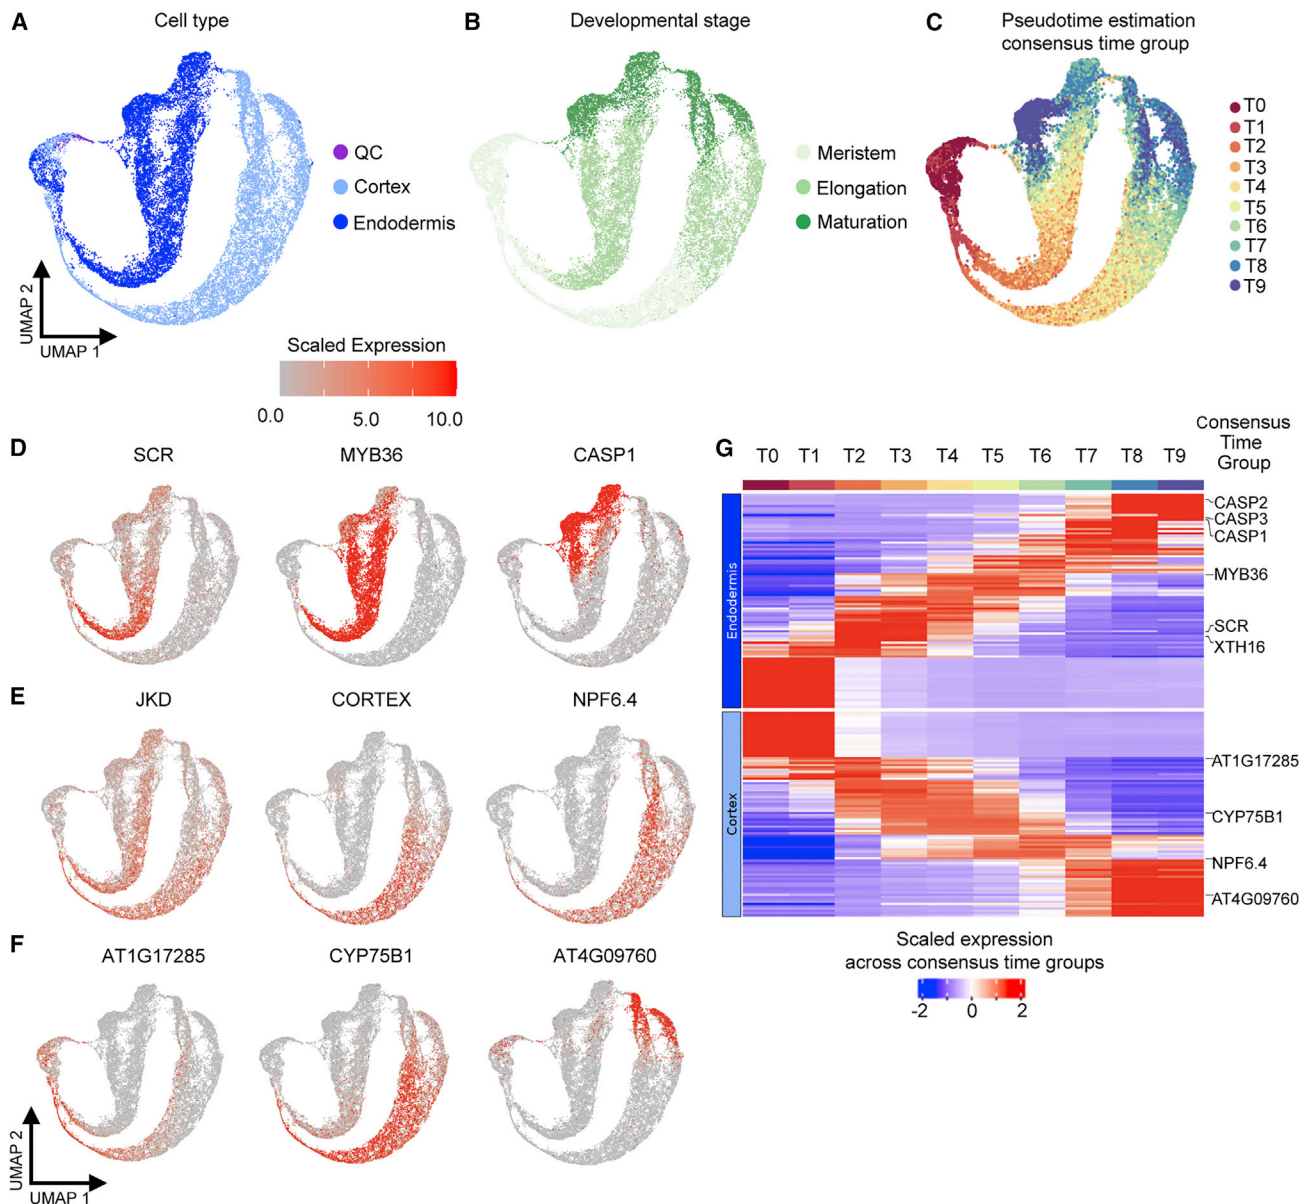 A
Cell type
QC
Cortex
Endodermis
UMAP 2
UMAP 1
B
Developmental stage
Meristem
Elongation
Maturation
C
Pseudotime estimation
consensus time group
T0
T1
T2
T3
T4
T5
T6
T7
T8
T9
Scaled Expression
0.0 5.0 10.0
D
SCR
MYB36
CASP1
E
JKD
CORTEX
NPF6.4
F
AT1G17285
CYP75B1
AT4G09760
UMAP 2
UMAP 1
G
T0 T1 T2 T3 T4 T5 T6 T7 T8 T9
Consensus
Time
Group
Endodermis
Cortex
CASP2
CASP3
CASP1
MYB36
SCR
XTH16
AT1G17285
CYP75B1
NPF6.4
AT4G09760
Scaled expression
across consensus time groups
-2 0 2